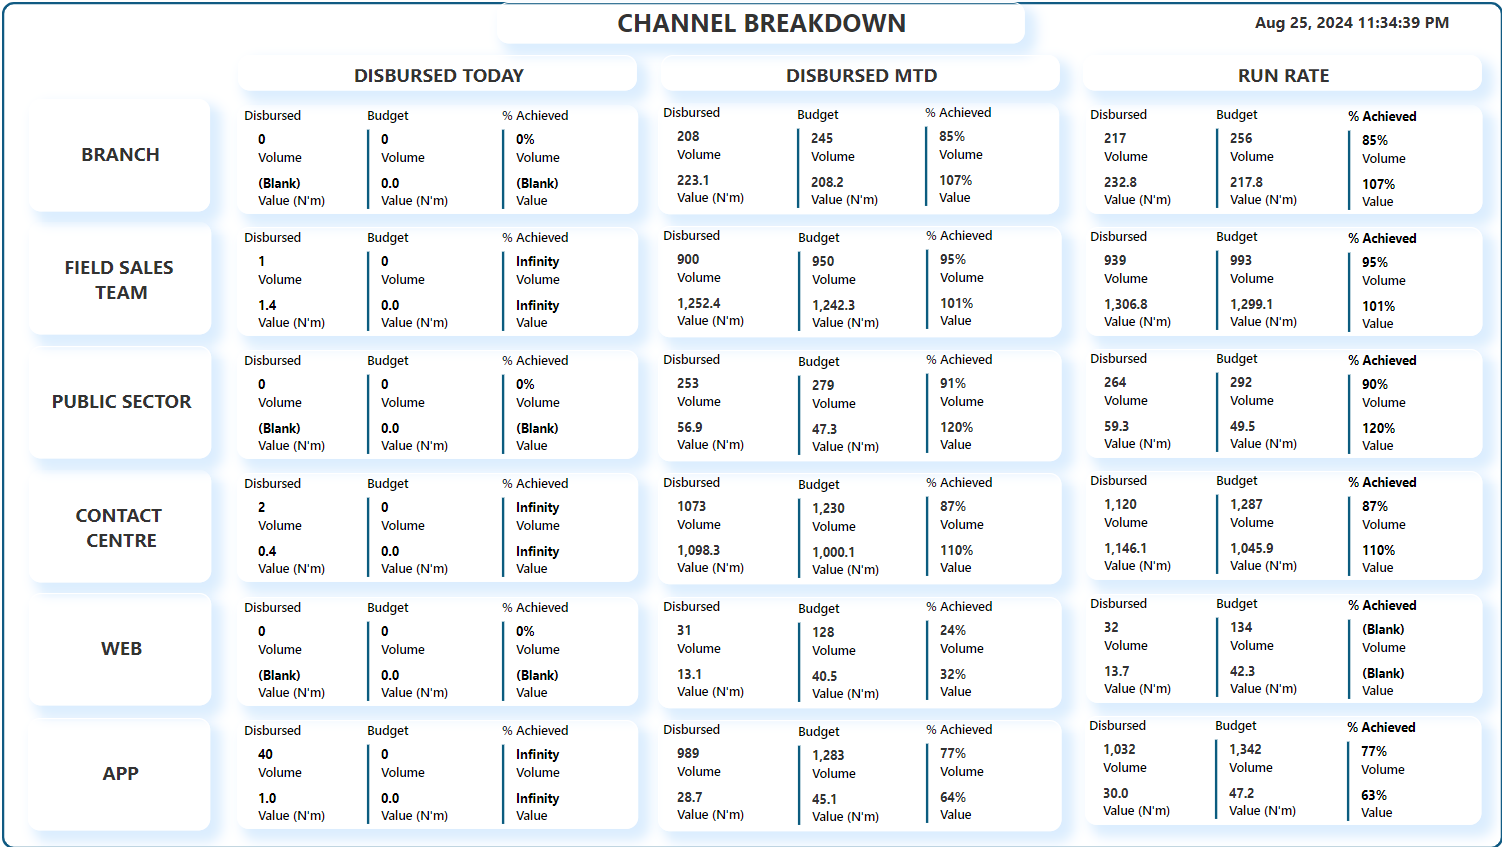 CHANNEL BREAKDOWN
Aug 25, 2024 11:34:39 PM
DISBURSED TODAY
DISBURSED MTD
RUN RATE
BRANCH
Disbursed Budget % Achieved
0 0 0%
Volume Volume Volume
(Blank) 0.0 (Blank)
Value (N'm) Value (N'm) Value
Disbursed Budget % Achieved
208 245 85%
Volume Volume Volume
223.1 208.2 107%
Value (N'm) Value (N'm) Value
Disbursed Budget % Achieved
217 256 85%
Volume Volume Volume
232.8 217.8 107%
Value (N'm) Value (N'm) Value
FIELD SALES
TEAM
Disbursed Budget % Achieved
1 0 Infinity
Volume Volume Volume
1.4 0.0 Infinity
Value (N'm) Value (N'm) Value
Disbursed Budget % Achieved
900 950 95%
Volume Volume Volume
1,252.4 1,242.3 101%
Value (N'm) Value (N'm) Value
Disbursed Budget % Achieved
939 993 95%
Volume Volume Volume
1,306.8 1,299.1 101%
Value (N'm) Value (N'm) Value
PUBLIC SECTOR
Disbursed Budget % Achieved
0 0 0%
Volume Volume Volume
(Blank) 0.0 (Blank)
Value (N'm) Value (N'm) Value
Disbursed Budget % Achieved
253 279 91%
Volume Volume Volume
56.9 47.3 120%
Value (N'm) Value (N'm) Value
Disbursed Budget % Achieved
264 292 90%
Volume Volume Volume
59.3 49.5 120%
Value (N'm) Value (N'm) Value
CONTACT
CENTRE
Disbursed Budget % Achieved
2 0 Infinity
Volume Volume Volume
0.4 0.0 Infinity
Value (N'm) Value (N'm) Value
Disbursed Budget % Achieved
1073 1,230 87%
Volume Volume Volume
1,098.3 1,000.1 110%
Value (N'm) Value (N'm) Value
Disbursed Budget % Achieved
1,120 1,287 87%
Volume Volume Volume
1,146.1 1,045.9 110%
Value (N'm) Value (N'm) Value
WEB
Disbursed Budget % Achieved
0 0 0%
Volume Volume Volume
(Blank) 0.0 (Blank)
Value (N'm) Value (N'm) Value
Disbursed Budget % Achieved
31 128 24%
Volume Volume Volume
13.1 40.5 32%
Value (N'm) Value (N'm) Value
Disbursed Budget % Achieved
32 134 (Blank)
Volume Volume Volume
13.7 42.3 (Blank)
Value (N'm) Value (N'm) Value
APP
Disbursed Budget % Achieved
40 0 Infinity
Volume Volume Volume
1.0 0.0 Infinity
Value (N'm) Value (N'm) Value
Disbursed Budget % Achieved
989 1,283 77%
Volume Volume Volume
28.7 45.1 64%
Value (N'm) Value (N'm) Value
Disbursed Budget % Achieved
1,032 1,342 77%
Volume Volume Volume
30.0 47.2 63%
Value (N'm) Value (N'm) Value